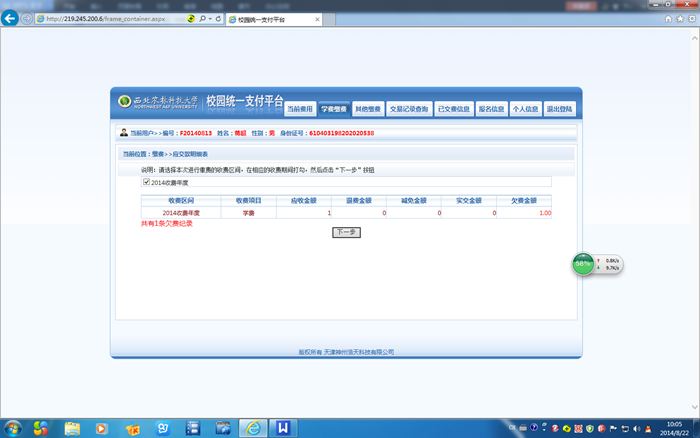 http://219.245.200.6/frame_container.aspx
校园统一支付平台
西北农林科技大学
NORTHWEST A&F UNIVERSITY
校园统一支付平台
当前费用 学费缴费 其他缴费 交易记录查询 已交费信息 报名信息 个人信息 退出登陆
当前用户>>编号:F20140813 姓名:韩超 性别:男 身份证号:610403198202020538
当前位置:缴费>>应交款明细表
说明:请选择本次进行缴费的收费区间,在相应的收费期间打勾,然后点击“下一步”按钮
2014收费年度
收费区间 收费项目 应收金额 退费金额 减免金额 实交金额 欠费金额
2014收费年度 学费 1 0 0 0 1.00
共有1条欠费纪录
下一步
56%
0.8K/s
9.7K/s
版权所有 天津神州浩天科技有限公司
CH
10:05
2014/8/22